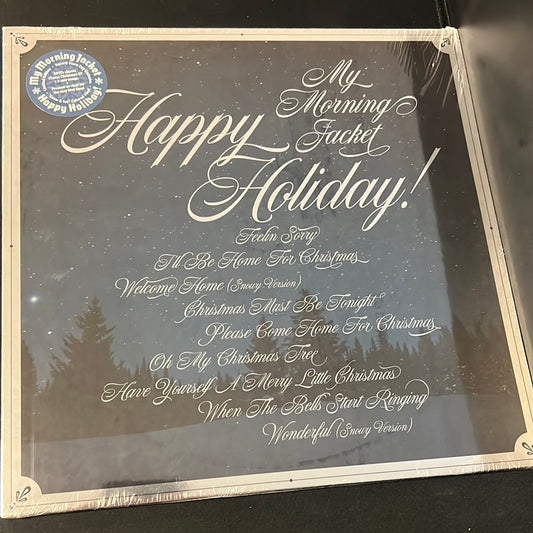 My Morning Jacket
Happy Holiday!
My
Morning
Jacket
Happy
Holiday!
Feelin Sorry
I'll Be Home For Christmas
Welcome Home (Snowy Version)
Christmas Must Be Tonight
Please Come Home For Christmas
Oh My Christmas Tree
Have Yourself A Merry Little Christmas
When The Bells Start Ringing
Wonderful (Snowy Version)